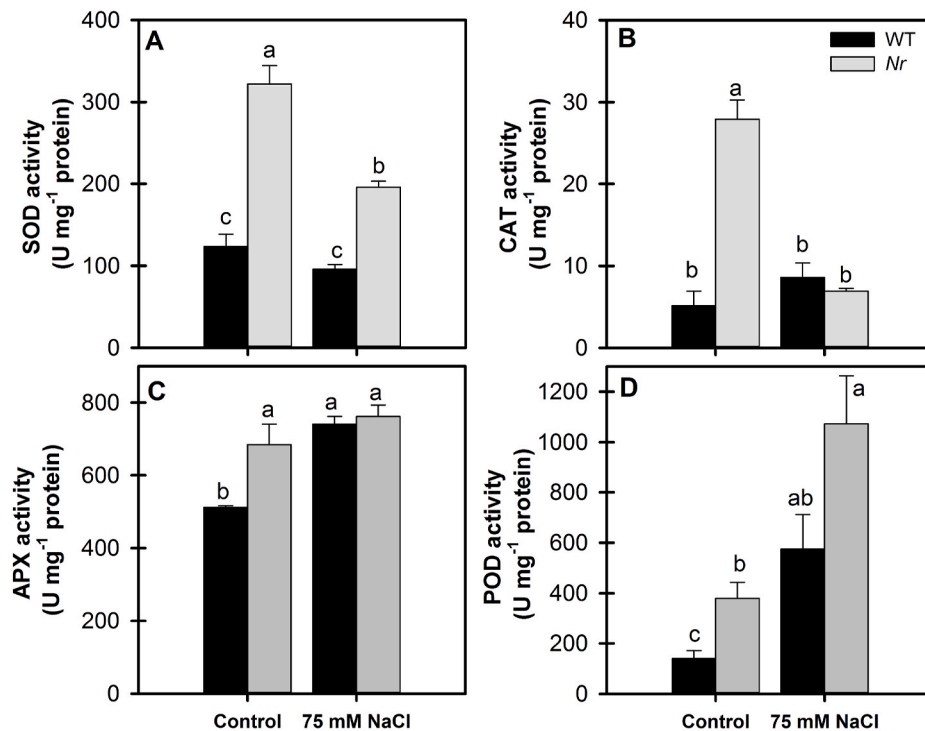 A
SOD activity
(U mg⁻¹ protein)
400
300
200
100
0
c
a
c
b
B
WT
Nr
CAT activity
(U mg⁻¹ protein)
40
30
20
10
0
b
a
b
b
C
APX activity
(U mg⁻¹ protein)
800
600
400
200
0
b
a
a
a
Control
75 mM NaCl
D
POD activity
(U mg⁻¹ protein)
1200
1000
800
600
400
200
0
c
b
ab
a
Control
75 mM NaCl